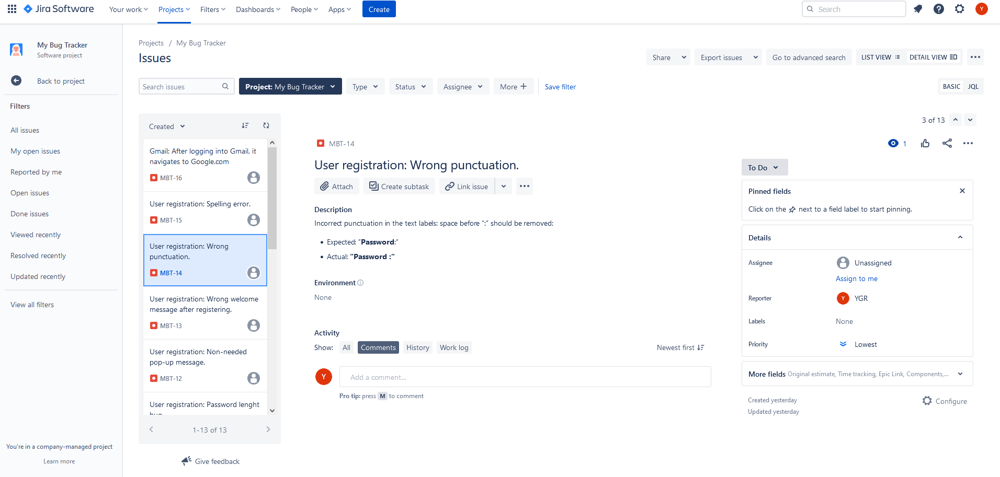 Jira Software
Your work
Projects
Filters
Dashboards
People
Apps
Create
Search
Y
My Bug Tracker
Software project
Back to project
Filters
All issues
My open issues
Reported by me
Open issues
Done issues
Viewed recently
Resolved recently
Updated recently
View all filters
You're in a company-managed project
Learn more
Projects / My Bug Tracker
Issues
Share
Export issues
Go to advanced search
LIST VIEW
DETAIL VIEW
Search issues
Project: My Bug Tracker
Type
Status
Assignee
More
Save filter
BASIC
JQL
Created
Gmail: After logging into Gmail, it
navigates to Google.com
MBT-16
User registration: Spelling error.
MBT-15
User registration: Wrong
punctuation.
MBT-14
User registration: Wrong welcome
message after registering.
MBT-13
User registration: Non-needed
pop-up message.
MBT-12
User registration: Password lenght
bug
1-13 of 13
Give feedback
3 of 13
MBT-14
1
User registration: Wrong punctuation.
Attach
Create subtask
Link issue
Description
Incorrect punctuation in the text labels: space before “:” should be removed:
• Expected: “Password:”
• Actual: “Password :”
Environment
None
Activity
Show:
All
Comments
History
Work log
Newest first
Y
Add a comment...
Pro tip: press M to comment
To Do
Pinned fields
Click on the next to a field label to start pinning.
Details
Assignee
Unassigned
Assign to me
Reporter
Y
YGR
Labels
None
Priority
Lowest
More fields Original estimate, Time tracking, Epic Link, Components,...
Created yesterday
Updated yesterday
Configure